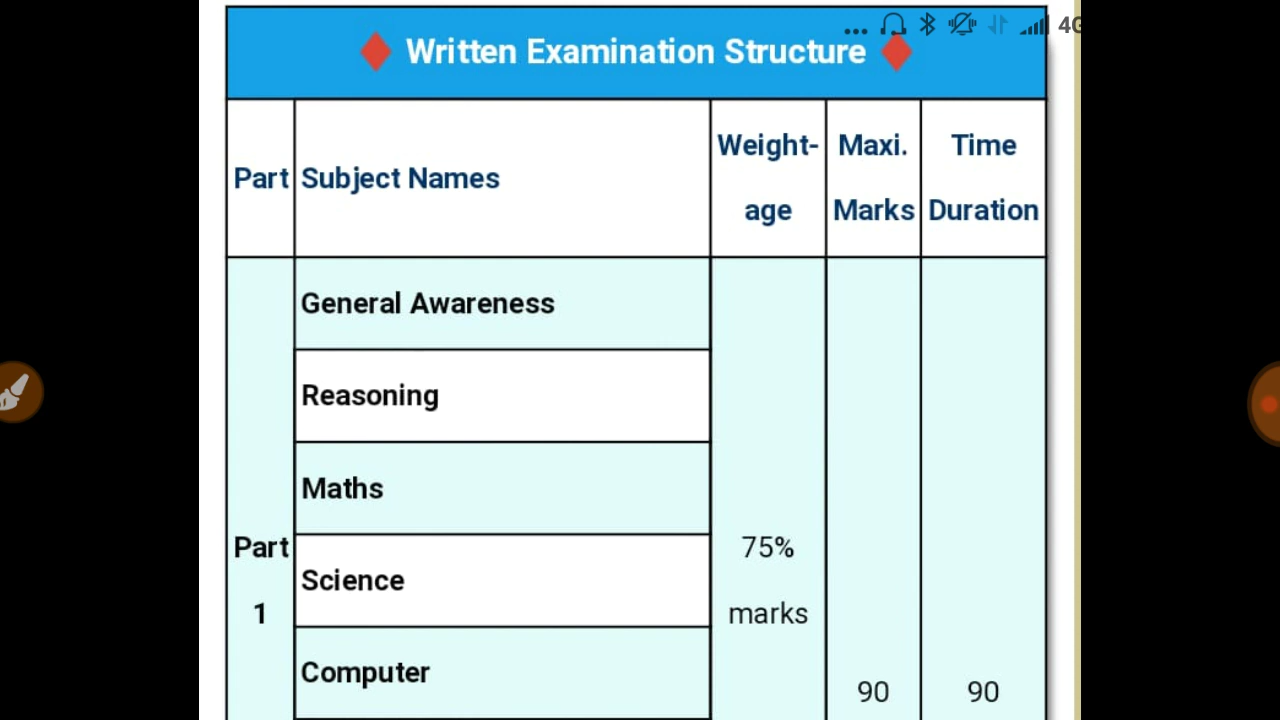 4G
Written Examination Structure
Part
Subject Names
Weight-
age
Maxi.
Marks
Time
Duration
General Awareness
Reasoning
Maths
Science
Computer
Part
1
75%
marks
90
90